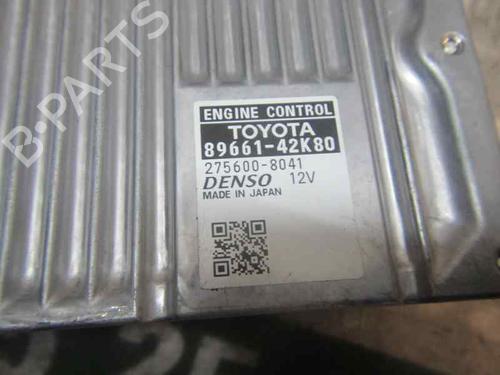 B-PARTS
ENGINE CONTROL
TOYOTA
89661-42K80
275600-8041
DENSO 12V
MADE IN JAPAN